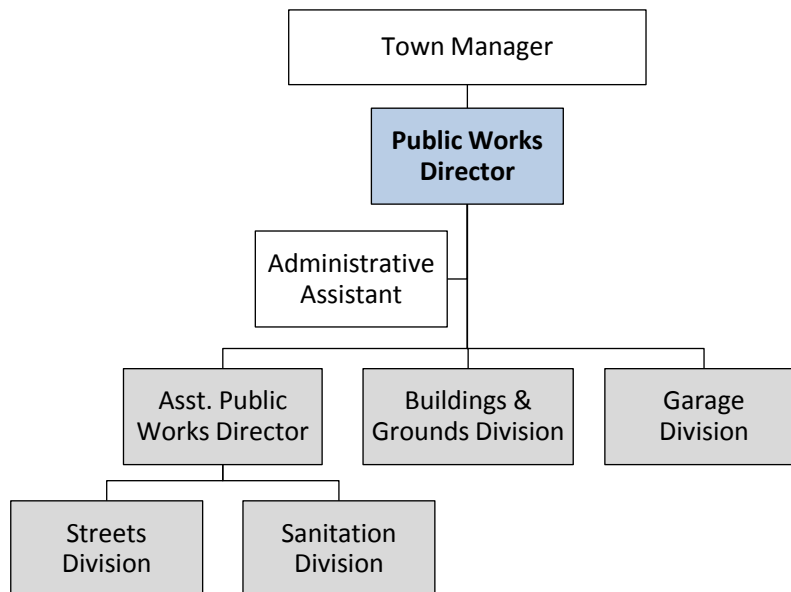 Town Manager
Public Works
Director
Administrative
Assistant
Asst. Public
Works Director
Buildings &
Grounds Division
Garage
Division
Streets
Division
Sanitation
Division